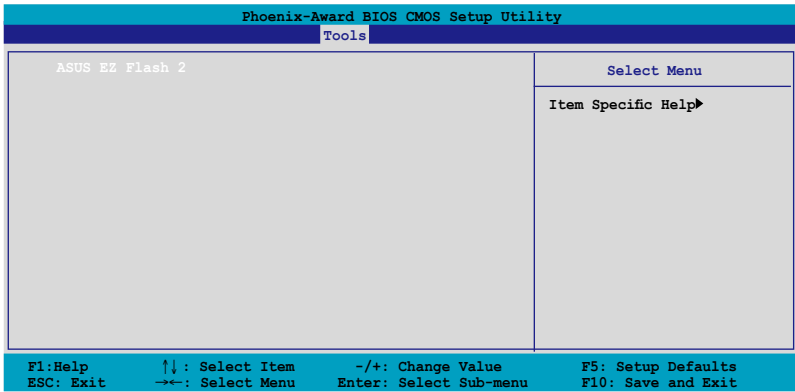 Phoenix-Award BIOS CMOS Setup Utility
Tools
ASUS EZ Flash 2
Select Menu
Item Specific Help▶
F1:Help ↑↓: Select Item -/+: Change Value F5: Setup Defaults
ESC: Exit →←: Select Menu Enter: Select Sub-menu F10: Save and Exit